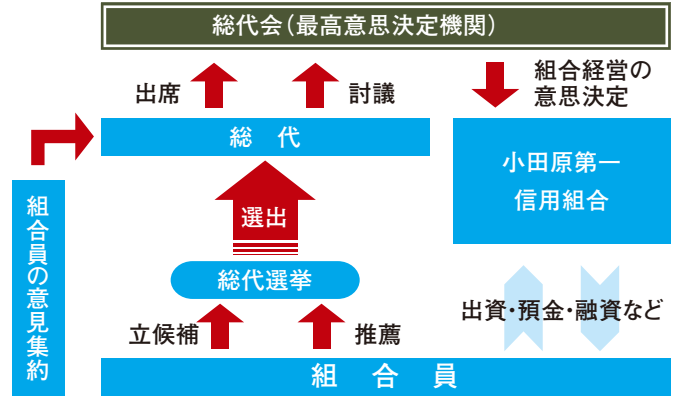 総代会（最高意思決定機関）
出席
討議
組合経営の
意思決定
総代
小田原第一
信用組合
選出
組合員の意見集約
総代選挙
出資・預金・融資など
立候補
推薦
組合員